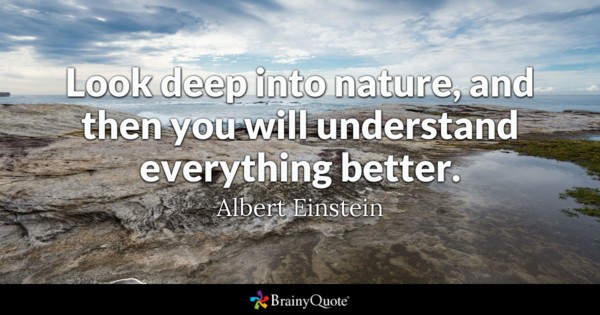 Look deep into nature, and
then you will understand
everything better.
Albert Einstein
BrainyQuote®